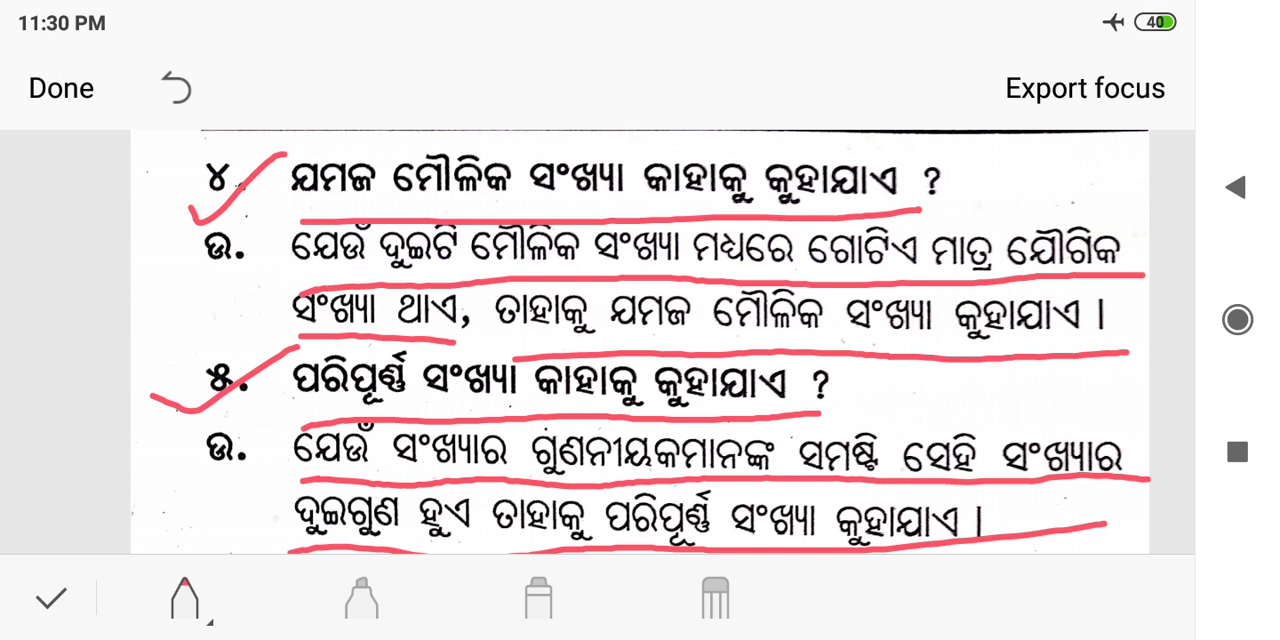 11:30 PM
40
Done
Export focus
୪. ଯମଜ ମୌଳିକ ସଂଖ୍ୟା କାହାକୁ କୁହାଯାଏ ?
ଉ. ଯେଉଁ ଦୁଇଟି ମୌଳିକ ସଂଖ୍ୟା ମଧ୍ୟରେ ଗୋଟିଏ ମାତ୍ର ଯୌଗିକ
ସଂଖ୍ୟା ଥାଏ, ତାହାକୁ ଯମଜ ମୌଳିକ ସଂଖ୍ୟା କୁହାଯାଏ ।
୫. ପରିପୂର୍ଣ୍ଣ ସଂଖ୍ୟା କାହାକୁ କୁହାଯାଏ ?
ଉ. ଯେଉଁ ସଂଖ୍ୟାର ଗୁଣନୀୟକମାନଙ୍କ ସମଷ୍ଟି ସେହି ସଂଖ୍ୟାର
ଦୁଇଗୁଣ ହୁଏ ତାହାକୁ ପରିପୂର୍ଣ୍ଣ ସଂଖ୍ୟା କୁହାଯାଏ ।